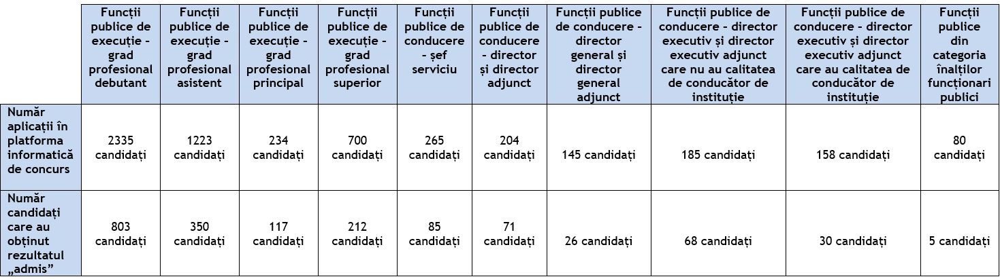 Funcții
publice de
execuție –
grad
profesional
debutant
Funcții
publice de
execuție –
grad
profesional
asistent
Funcții
publice de
execuție –
grad
profesional
principal
Funcții
publice de
execuție –
grad
profesional
superior
Funcții
publice de
conducere
– șef
serviciu
Funcții
publice de
conducere
– director
și director
adjunct
Funcții publice
de conducere –
director
general și
director
general
adjunct
Funcții publice de
conducere – director
executiv și director
executiv adjunct
care nu au calitatea
de conducător de
instituție
Funcții publice de
conducere – director
executiv și director
executiv adjunct
care au calitatea de
conducător de
instituție
Funcții
publice
din
categoria
înalților
funcționari
publici
Număr
aplicații în
platforma
informatică
de concurs
2335
candidați
1223
candidați
234
candidați
700
candidați
265
candidați
204
candidați
145 candidați
185 candidați
158 candidați
80
candidați
Număr
candidați
care au
obținut
rezultatul
„admis”
803
candidați
350
candidați
117
candidați
212
candidați
85
candidați
71
candidați
26 candidați
68 candidați
30 candidați
5 candidați